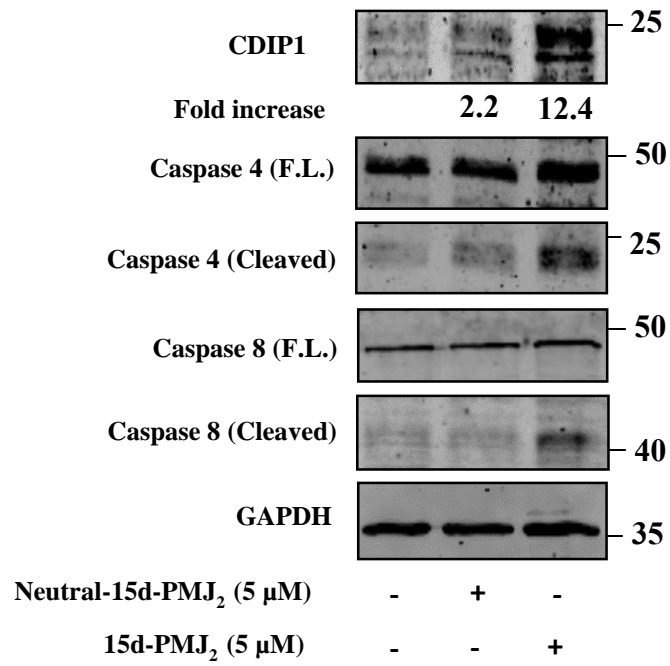 CDIP1 25
Fold increase 2.2 12.4
Caspase 4 (F.L.) 50
Caspase 4 (Cleaved) 25
Caspase 8 (F.L.) 50
Caspase 8 (Cleaved) 40
GAPDH 35
Neutral-15d-PMJ₂ (5 μM) - + -
15d-PMJ₂ (5 μM) - - +